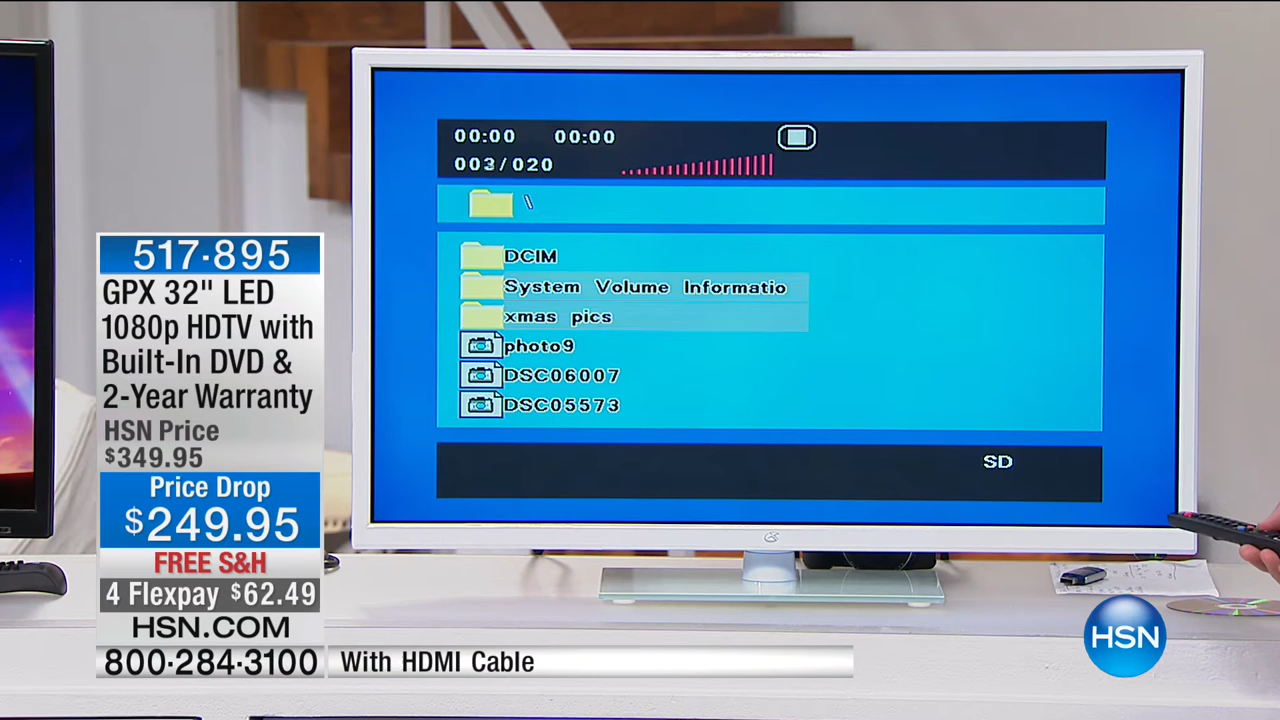 517·895
GPX 32" LED
1080p HDTV with
Built-In DVD &
2-Year Warranty
HSN Price
$349.95
Price Drop
$249.95
FREE S&H
4 Flexpay $62.49
HSN.COM
800·284·3100
With HDMI Cable
00:00 00:00
003/020
\
DCIM
System Volume Informatio
xmas pics
photo9
DSC06007
DSC05573
SD
HSN